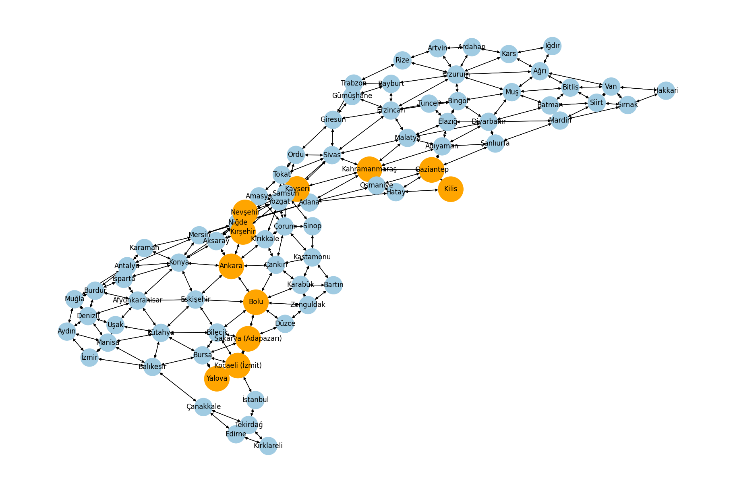 Artvin
Ardahan
Iğdır
Kars
Rize
Erzurum
Ağrı
Trabzon
Bayburt
Van
Bitlis
Hakkari
Muş
Gümüşhane
Tunceli
Bingöl
Siirt
Şırnak
Batman
Erzincan
Giresun
Elazığ
Diyarbakır
Mardin
Malatya
Adıyaman
Şanlıurfa
Ordu
Sivas
Kahramanmaraş
Gaziantep
Tokat
Osmaniye
Kilis
Kayseri
Hatay
Samsun
Amasya
Yozgat
Adana
Nevşehir
Niğde
Çorum
Sinop
Kırşehir
Mersin
Aksaray
Kırıkkale
Karaman
Kastamonu
Antalya
Konya
Ankara
Çankırı
Isparta
Burdur
Karabük
Bartın
Muğla
Afyonkarahisar
Eskişehir
Bolu
Zonguldak
Denizli
Uşak
Düzce
Aydın
Kütahya
Bilecik
Sakarya (Adapazarı)
Manisa
İzmir
Bursa
Balıkesir
Kocaeli (İzmit)
Yalova
İstanbul
Çanakkale
Tekirdağ
Edirne
Kırklareli